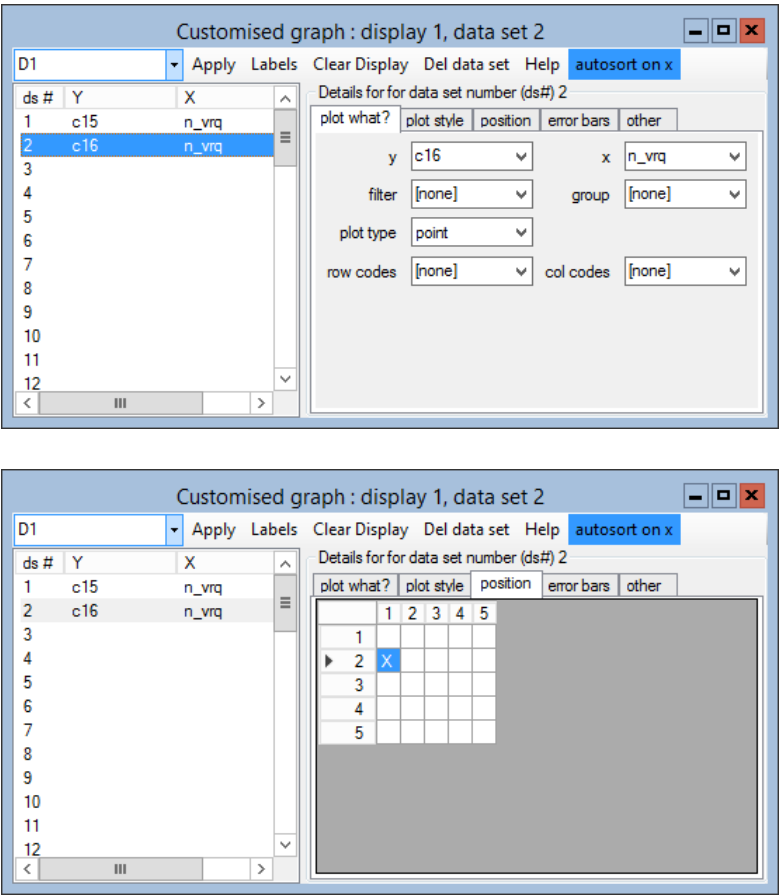 Customised graph : display 1, data set 2
D1 Apply Labels Clear Display Del data set Help autosort on x
ds # Y X
1 c15 n_vrq
2 c16 n_vrq
3
4
5
6
7
8
9
10
11
12
Details for for data set number (ds#) 2
plot what? plot style position error bars other
y c16 x n_vrq
filter [none] group [none]
plot type point
row codes [none] col codes [none]
Customised graph : display 1, data set 2
D1 Apply Labels Clear Display Del data set Help autosort on x
ds # Y X
1 c15 n_vrq
2 c16 n_vrq
3
4
5
6
7
8
9
10
11
12
Details for for data set number (ds#) 2
plot what? plot style position error bars other
1 2 3 4 5
1
2 X
3
4
5